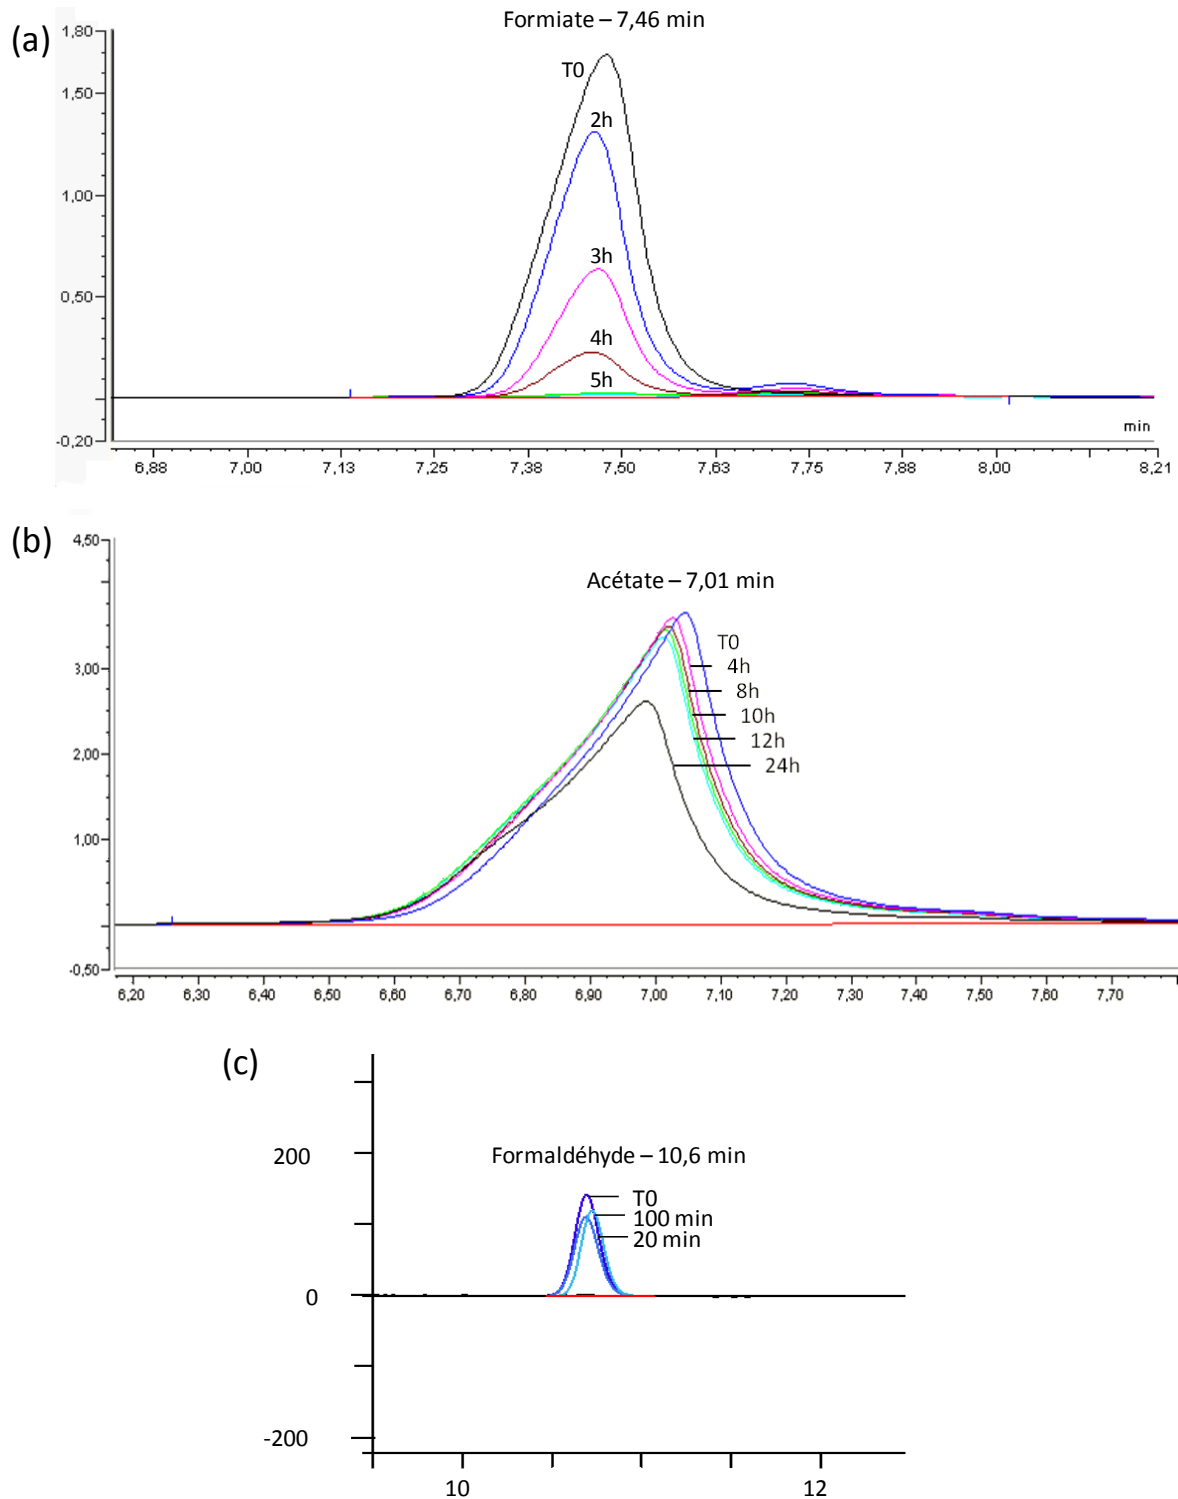 (a)
Formiate – 7,46 min
1,80
T0
1,50
2h
1,00
3h
0,50
4h
5h
min
-0,20
6,88 7,00 7,13 7,25 7,38 7,50 7,63 7,75 7,88 8,00 8,21
(b)
4,50
Acétate – 7,01 min
T0
3,00
4h
8h
10h
2,00
12h
24h
1,00
-0,50
6,20 6,30 6,40 6,50 6,60 6,70 6,80 6,90 7,00 7,10 7,20 7,30 7,40 7,50 7,60 7,70
(c)
200
Formaldéhyde – 10,6 min
T0
100 min
20 min
0
-200
10 12